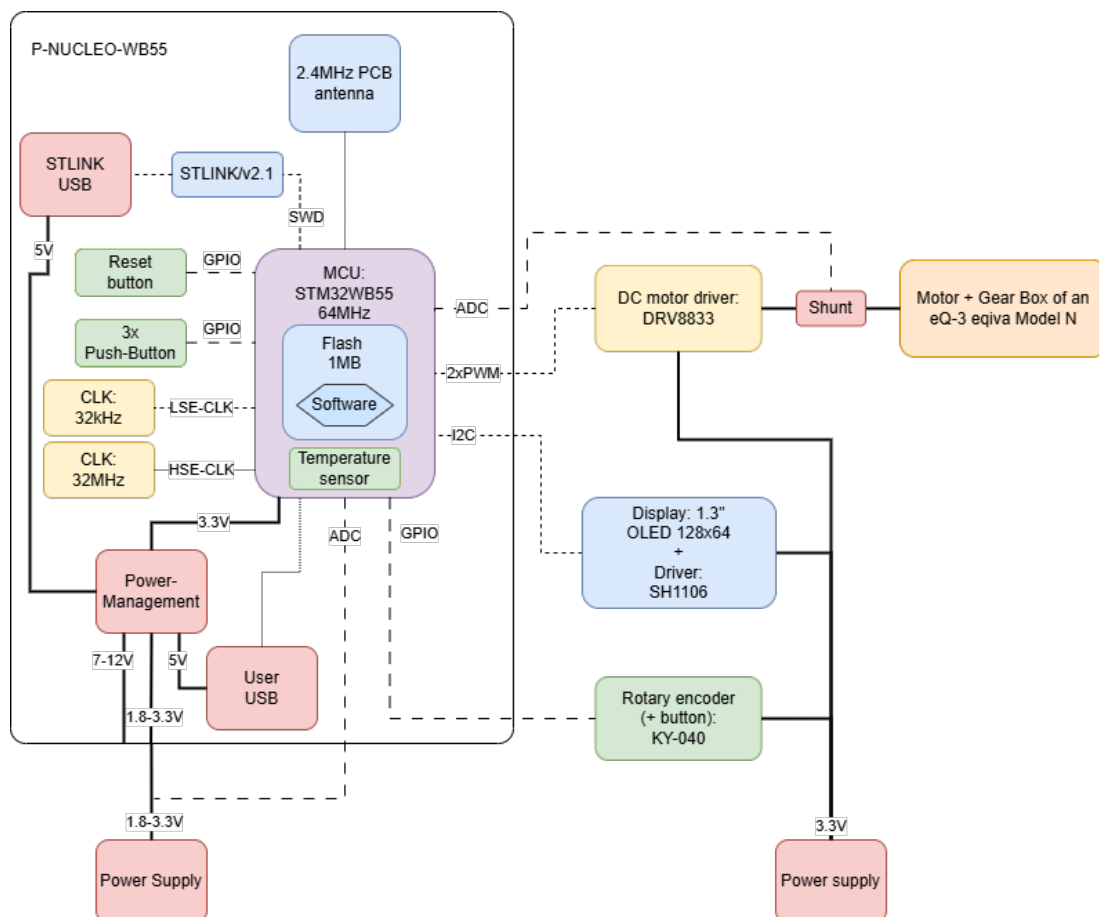 P-NUCLEO-WB55
2.4MHz PCB
antenna
STLINK
USB
STLINK/v2.1
SWD
5V
Reset
button
GPIO
MCU:
STM32WB55
64MHz
ADC
DC motor driver:
DRV8833
Shunt
Motor + Gear Box of an
eQ-3 eqiva Model N
3x
Push-Button
GPIO
Flash
1MB
2xPWM
Software
CLK:
32kHz
LSE-CLK
I2C
CLK:
32MHz
HSE-CLK
Temperature
sensor
3.3V
ADC
GPIO
Display: 1.3"
OLED 128x64
+
Driver:
SH1106
Power-
Management
7-12V
5V
User
USB
1.8-3.3V
Rotary encoder
(+ button):
KY-040
1.8-3.3V
3.3V
Power Supply
Power supply